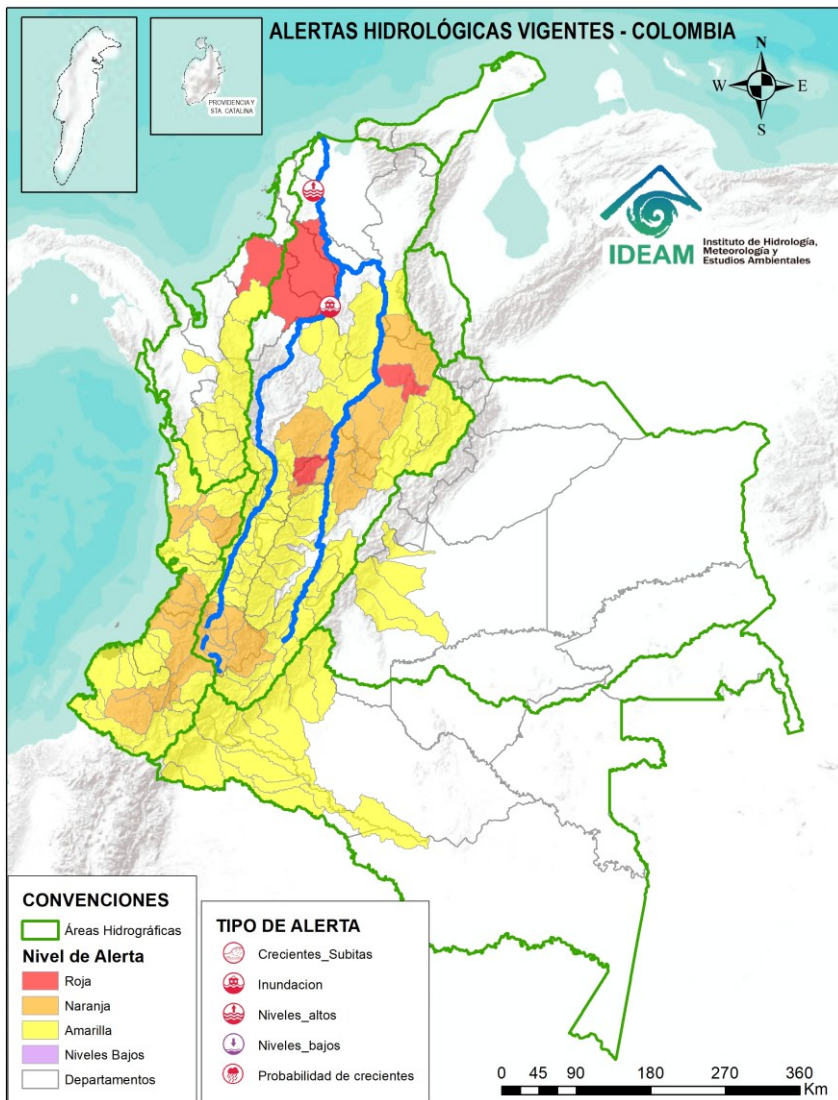 ALERTAS HIDROLÓGICAS VIGENTES - COLOMBIA
PROVIDENCIA Y
STA. CATALINA
N
W E
S
IDEAM
Instituto de Hidrología,
Meteorología y
Estudios Ambientales
CONVENCIONES
Áreas Hidrográficas
Nivel de Alerta
Roja
Naranja
Amarilla
Niveles Bajos
Departamentos
TIPO DE ALERTA
Crecientes_Subitas
Inundacion
Niveles_altos
Niveles_bajos
Probabilidad de crecientes
0 45 90 180 270 360
Km